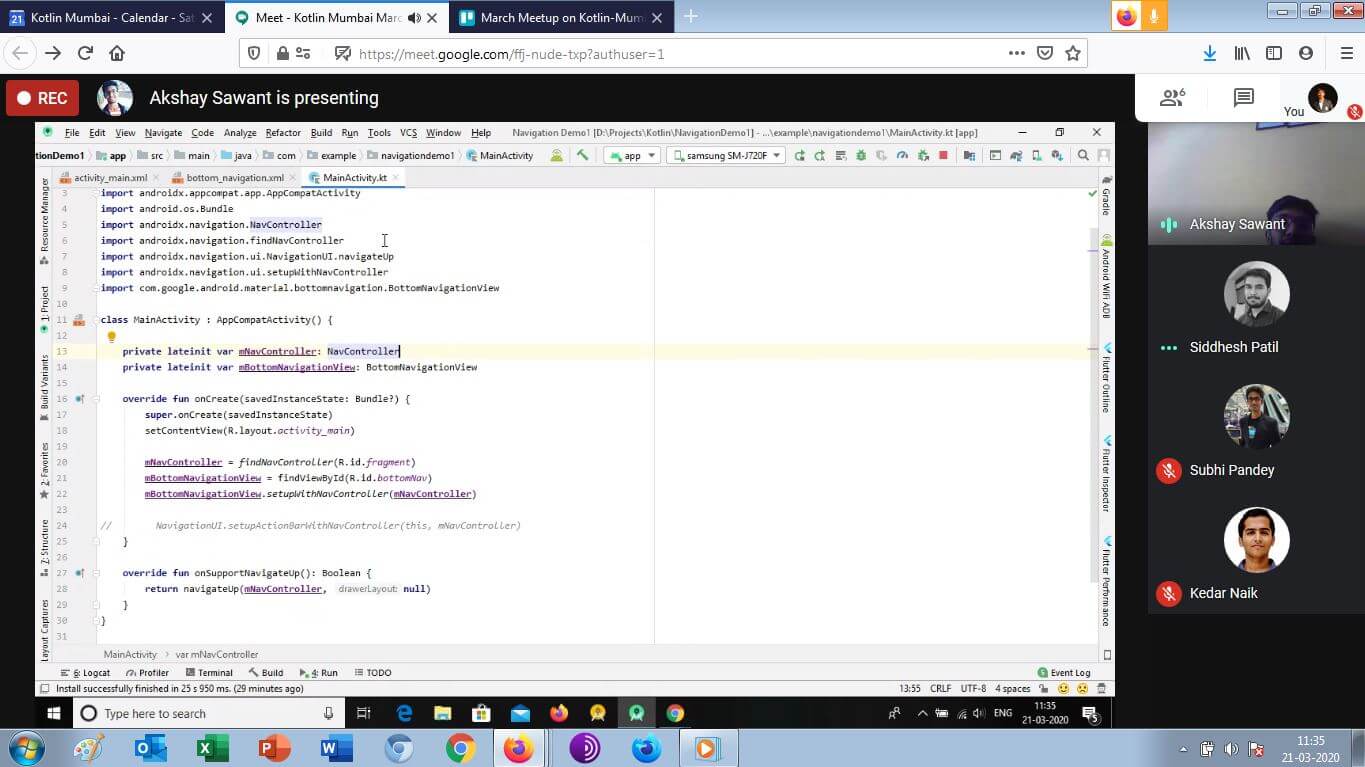 Kotlin Mumbai - Calendar - Sat
Meet - Kotlin Mumbai Marc
March Meetup on Kotlin-Mum
https://meet.google.com/ffj-nude-txp?authuser=1
REC
Akshay Sawant is presenting
6
You
File Edit View Navigate Code Analyze Refactor Build Run Tools VCS Window Help Navigation Demo1 [D:\Projects\Kotlin\NavigationDemo1] - ...\example\navigationdemo1\MainActivity.kt [app]
tionDemo1 app src main java com example navigationdemo1 MainActivity app samsung SM-J720F
activity_main.xml bottom_navigation.xml MainActivity.kt
3 import androidx.appcompat.app.AppCompatActivity
4 import android.os.Bundle
5 import androidx.navigation.NavController
6 import androidx.navigation.findNavController
7 import androidx.navigation.ui.NavigationUI.navigateUp
8 import androidx.navigation.ui.setupWithNavController
9 import com.google.android.material.bottomnavigation.BottomNavigationView
10
11 class MainActivity : AppCompatActivity() {
12
13 private lateinit var mNavController: NavController
14 private lateinit var mBottomNavigationView: BottomNavigationView
15
16 override fun onCreate(savedInstanceState: Bundle?) {
17 super.onCreate(savedInstanceState)
18 setContentView(R.layout.activity_main)
19
20 mNavController = findNavController(R.id.fragment)
21 mBottomNavigationView = findViewById(R.id.bottomNav)
22 mBottomNavigationView.setupWithNavController(mNavController)
23
24 // NavigationUI.setupActionBarWithNavController(this, mNavController)
25 }
26
27 override fun onSupportNavigateUp(): Boolean {
28 return navigateUp(mNavController, drawerLayout: null)
29 }
30 }
31
MainActivity › var mNavController
Resource Manager
1: Project
Build Variants
2: Favorites
7: Structure
Layout Captures
Gradle
Android WiFi ADB
Flutter Outline
Flutter Inspector
Flutter Performance
6: Logcat Profiler Terminal Build 4: Run TODO Event Log
Install successfully finished in 25 s 950 ms. (29 minutes ago) 13:55 CRLF UTF-8 4 spaces
Type here to search
ENG
11:35
21-03-2020
5
Akshay Sawant
Siddhesh Patil
Subhi Pandey
Kedar Naik
11:35
21-03-2020